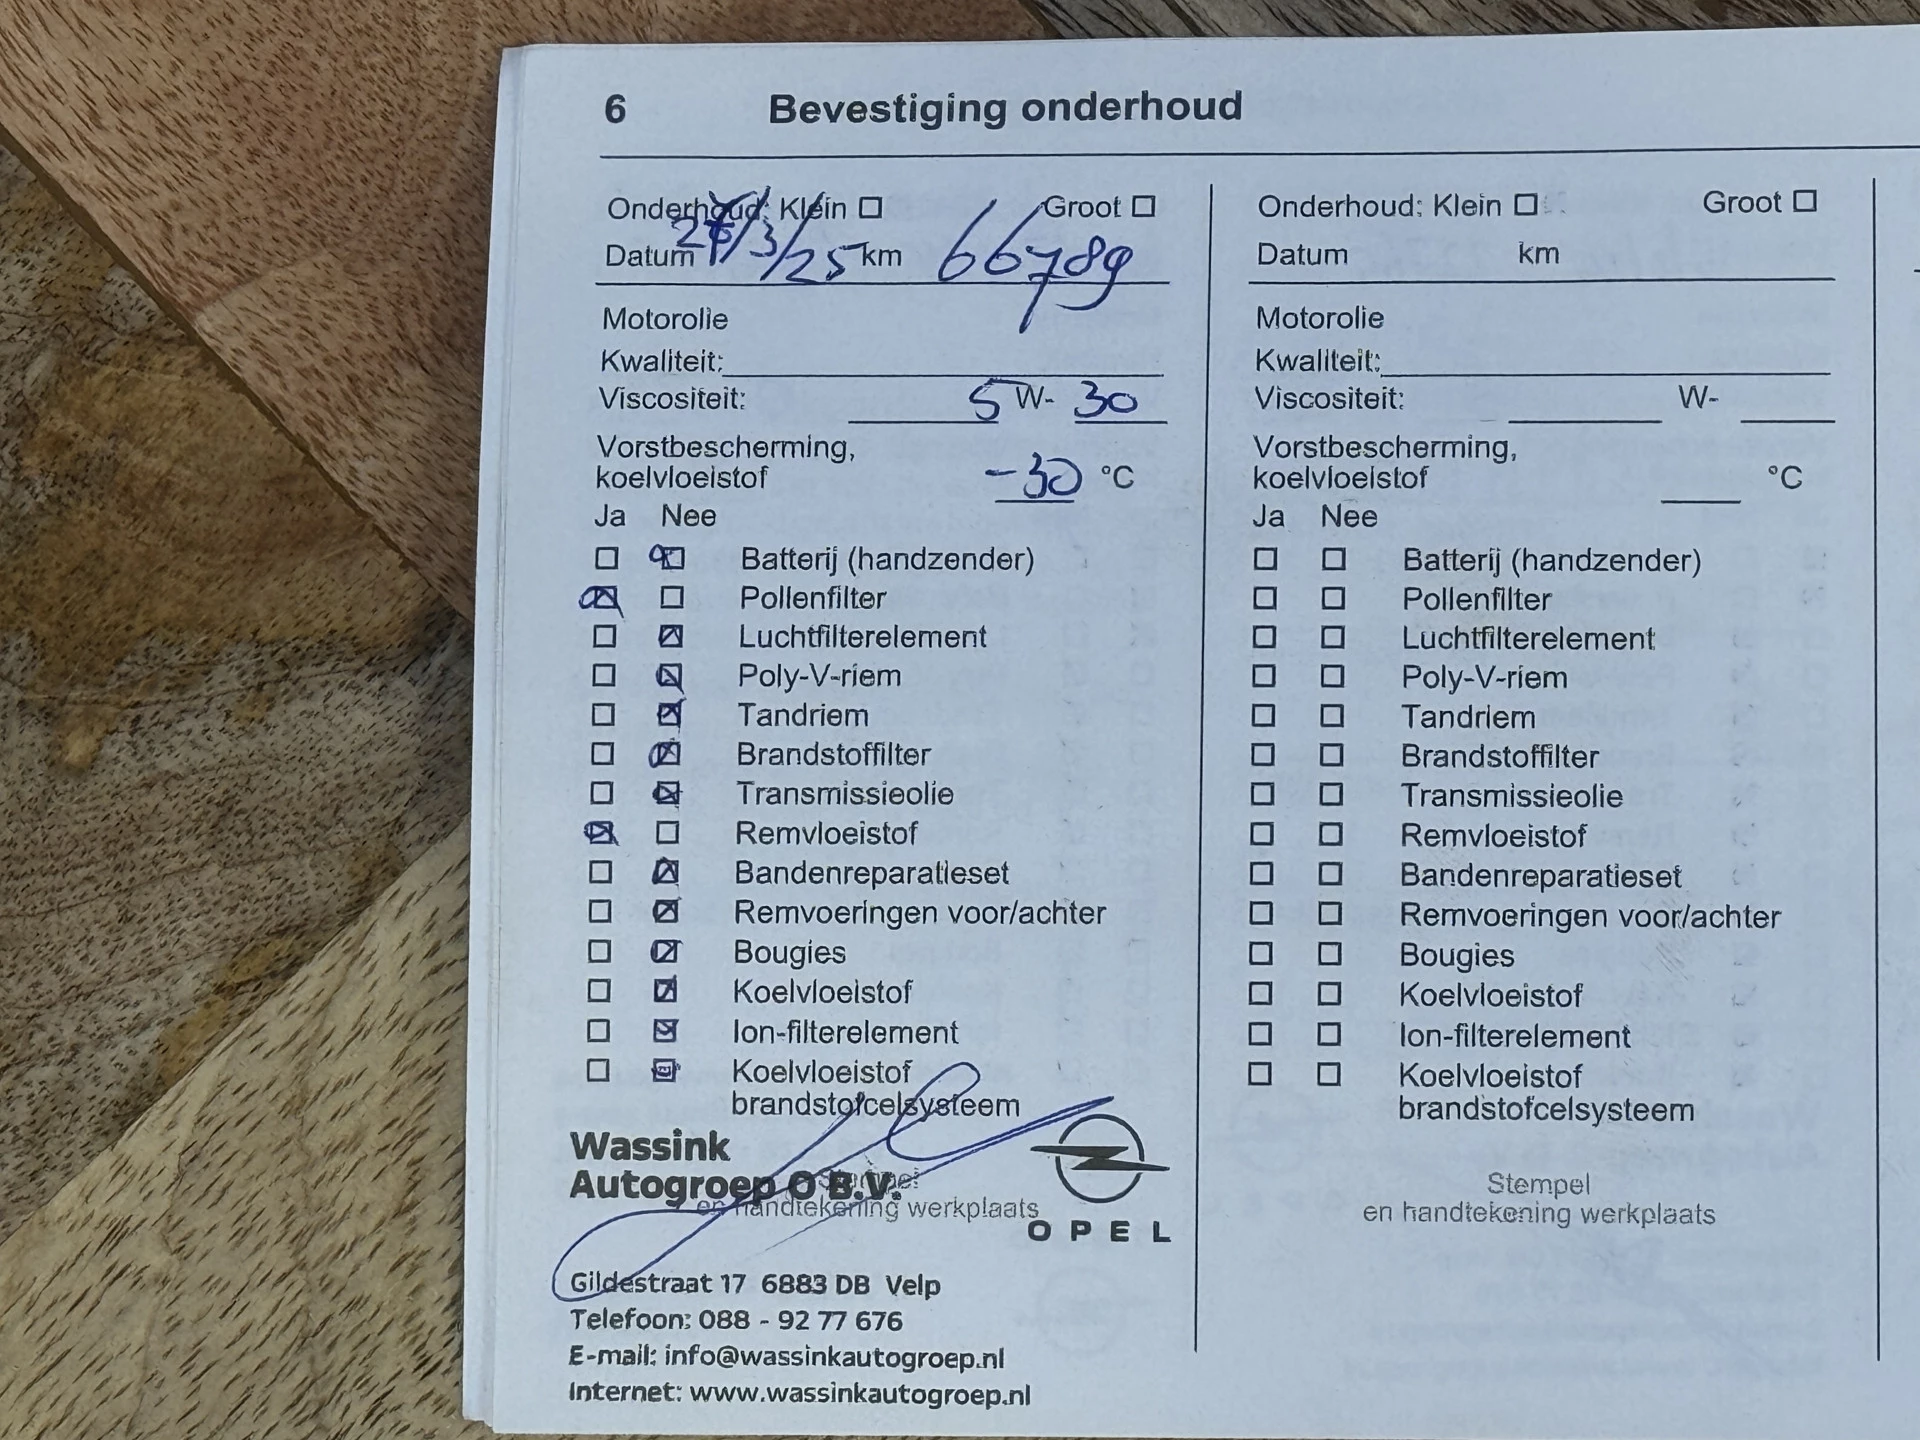 6 Bevestiging onderhoud
Onderhoud: Klein Groot
Datum /3/25 km 66789
Motorolie
Kwaliteit:
Viscositeit: 5 W- 30
Vorstbescherming,
koelvloeistof -30 °C
Ja Nee
Batterij (handzender)
Pollenfilter
Luchtfilterelement
Poly-V-riem
Tandriem
Brandstoffilter
Transmissieolie
Remvloeistof
Bandenreparatieset
Remvoeringen voor/achter
Bougies
Koelvloeistof
Ion-filterelement
Koelvloeistof
brandstofcelsysteem
Wassink
Autogroep O B.V.
Stempel
en handtekening werkplaats
OPEL
Gildestraat 17 6883 DB Velp
Telefoon: 088 - 92 77 676
E-mail: info@wassinkautogroep.nl
Internet: www.wassinkautogroep.nl
Onderhoud: Klein Groot
Datum km
Motorolie
Kwaliteit:
Viscositeit: W-
Vorstbescherming,
koelvloeistof °C
Ja Nee
Batterij (handzender)
Pollenfilter
Luchtfilterelement
Poly-V-riem
Tandriem
Brandstoffilter
Transmissieolie
Remvloeistof
Bandenreparatieset
Remvoeringen voor/achter
Bougies
Koelvloeistof
Ion-filterelement
Koelvloeistof
brandstofcelsysteem
Stempel
en handtekening werkplaats